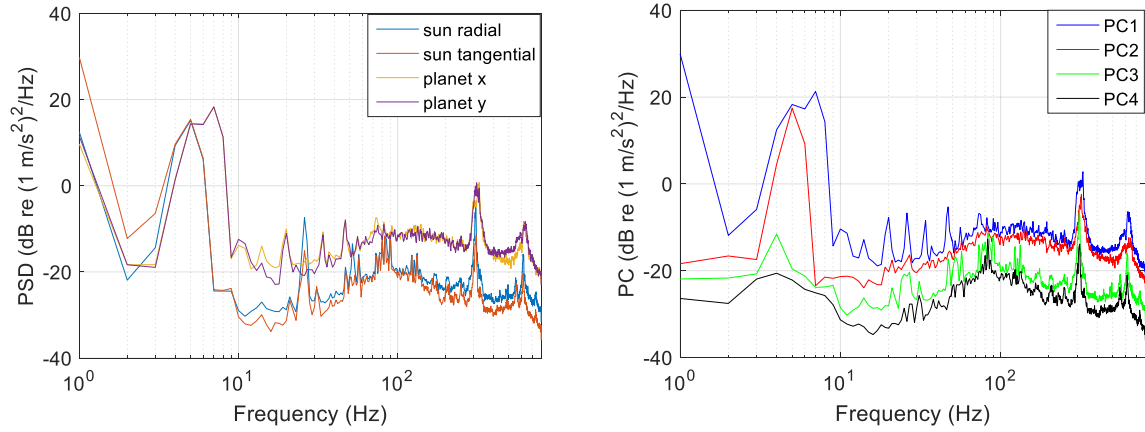 40
20
0
-20
-40
PSD (dB re (1 m/s²)²/Hz)
10⁰
10¹
10²
Frequency (Hz)
sun radial
sun tangential
planet x
planet y
40
20
0
-20
-40
PC (dB re (1 m/s²)²/Hz)
10⁰
10¹
10²
Frequency (Hz)
PC1
PC2
PC3
PC4